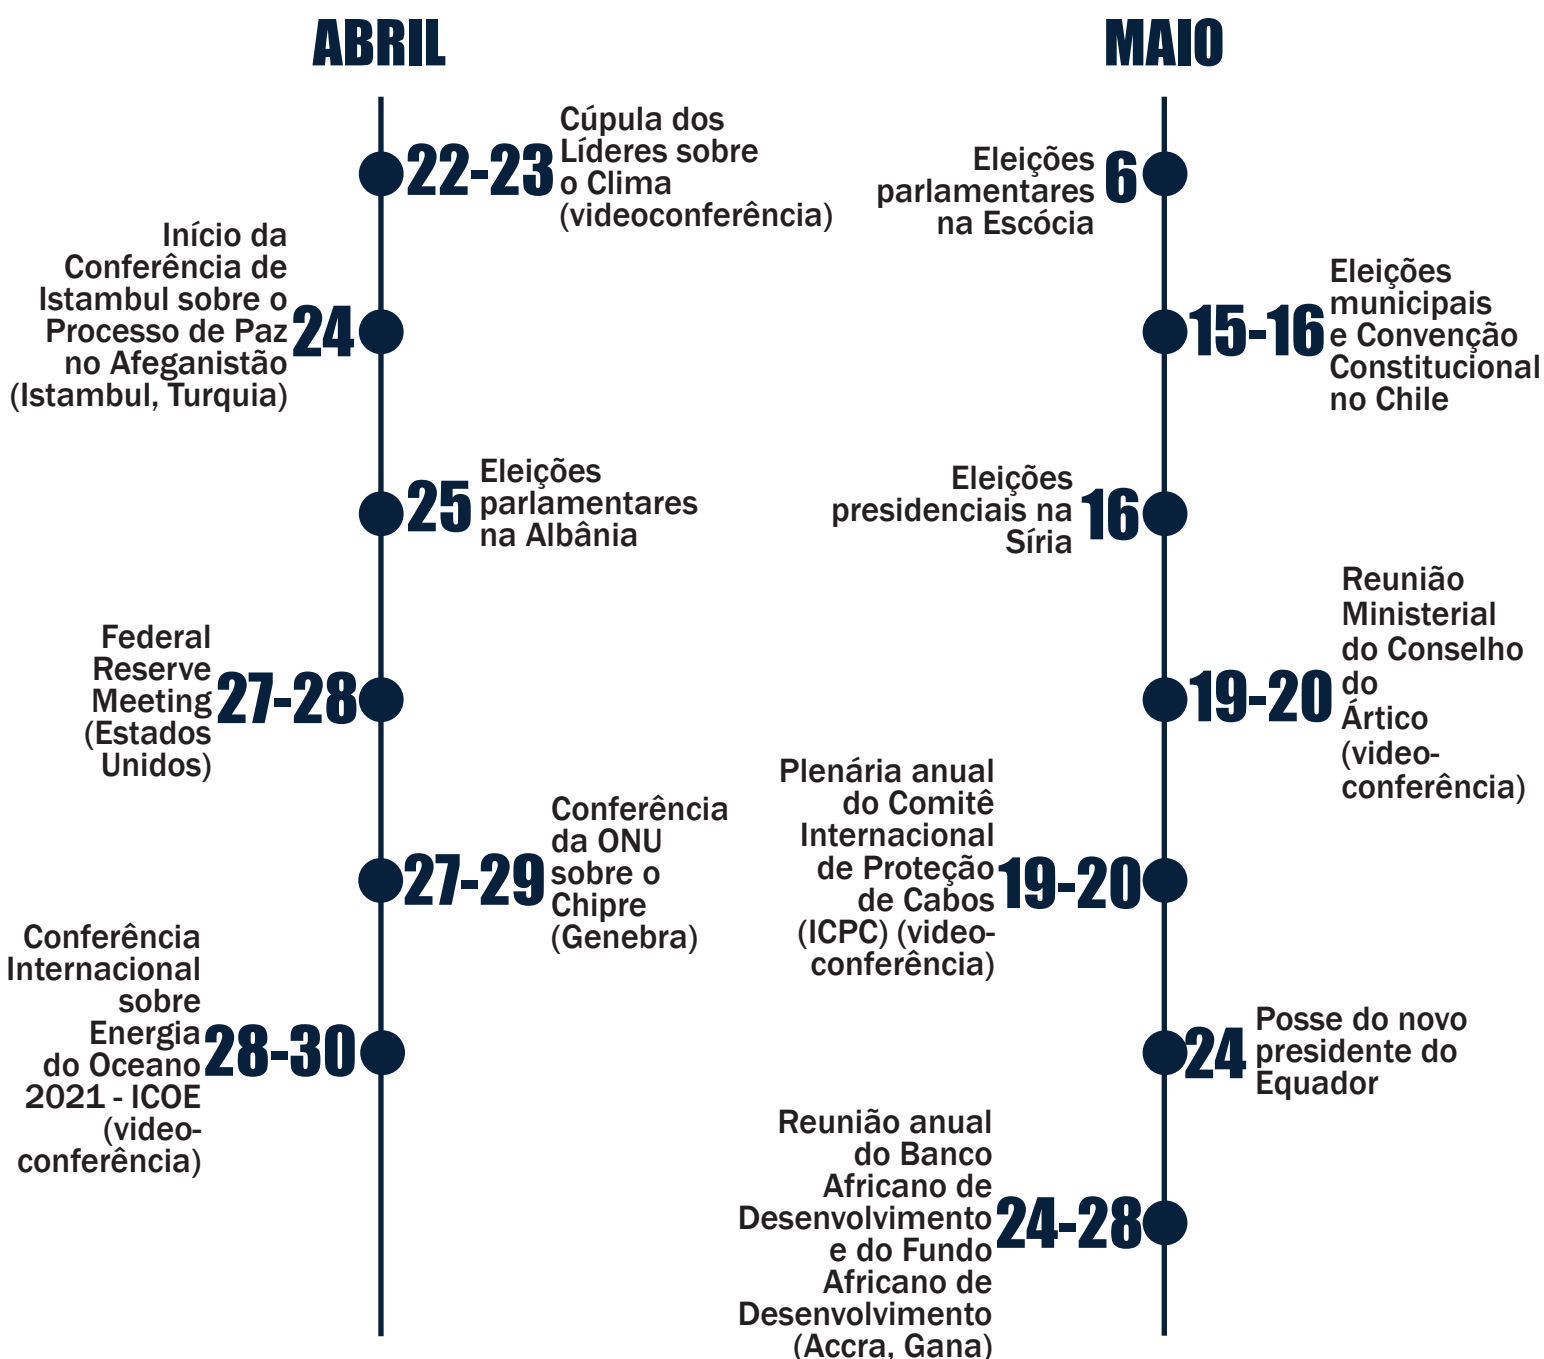 ABRIL
22-23
Cúpula dos
Líderes sobre
o Clima
(videoconferência)
Início da
Conferência de
Istambul sobre o
Processo de Paz
no Afeganistão
(Istambul, Turquia)
24
25
Eleições
parlamentares
na Albânia
Federal
Reserve
Meeting
(Estados
Unidos)
27-28
27-29
Conferência
da ONU
sobre o
Chipre
(Genebra)
Conferência
Internacional
sobre
Energia
do Oceano
2021 - ICOE
(video-
conferência)
28-30
MAIO
Eleições
parlamentares
na Escócia
6
15-16
Eleições
municipais
e Convenção
Constitucional
no Chile
Eleições
presidenciais na
Síria
16
19-20
Reunião
Ministerial
do Conselho
do
Ártico
(video-
conferência)
Plenária anual
do Comitê
Internacional
de Proteção
de Cabos
(ICPC) (video-
conferência)
19-20
24
Posse do novo
presidente do
Equador
Reunião anual
do Banco
Africano de
Desenvolvimento
e do Fundo
Africano de
Desenvolvimento
(Accra, Gana)
24-28